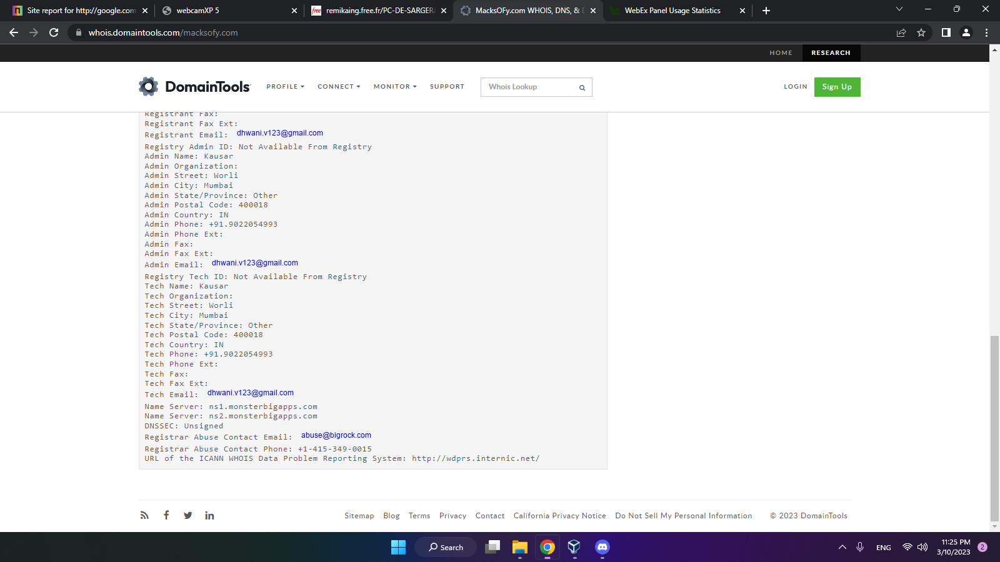 Site report for http://google.com
webcamXP 5
free remikaing.free.fr/PC-DE-SARGER
MacksOFy.com WHOIS, DNS, & D
WebEx Panel Usage Statistics
whois.domaintools.com/macksofy.com
HOME RESEARCH
DomainTools PROFILE CONNECT MONITOR SUPPORT Whois Lookup LOGIN Sign Up
Registrant Fax:
Registrant Fax Ext:
Registrant Email: dhwani.v123@gmail.com
Registry Admin ID: Not Available From Registry
Admin Name: Kausar
Admin Organization:
Admin Street: Worli
Admin City: Mumbai
Admin State/Province: Other
Admin Postal Code: 400018
Admin Country: IN
Admin Phone: +91.9022054993
Admin Phone Ext:
Admin Fax:
Admin Fax Ext:
Admin Email: dhwani.v123@gmail.com
Registry Tech ID: Not Available From Registry
Tech Name: Kausar
Tech Organization:
Tech Street: Worli
Tech City: Mumbai
Tech State/Province: Other
Tech Postal Code: 400018
Tech Country: IN
Tech Phone: +91.9022054993
Tech Phone Ext:
Tech Fax:
Tech Fax Ext:
Tech Email: dhwani.v123@gmail.com
Name Server: ns1.monsterbigapps.com
Name Server: ns2.monsterbigapps.com
DNSSEC: Unsigned
Registrar Abuse Contact Email: abuse@bigrock.com
Registrar Abuse Contact Phone: +1-415-349-0015
URL of the ICANN WHOIS Data Problem Reporting System: http://wdprs.internic.net/
Sitemap Blog Terms Privacy Contact California Privacy Notice Do Not Sell My Personal Information © 2023 DomainTools
Search
ENG
11:25 PM
3/10/2023
2